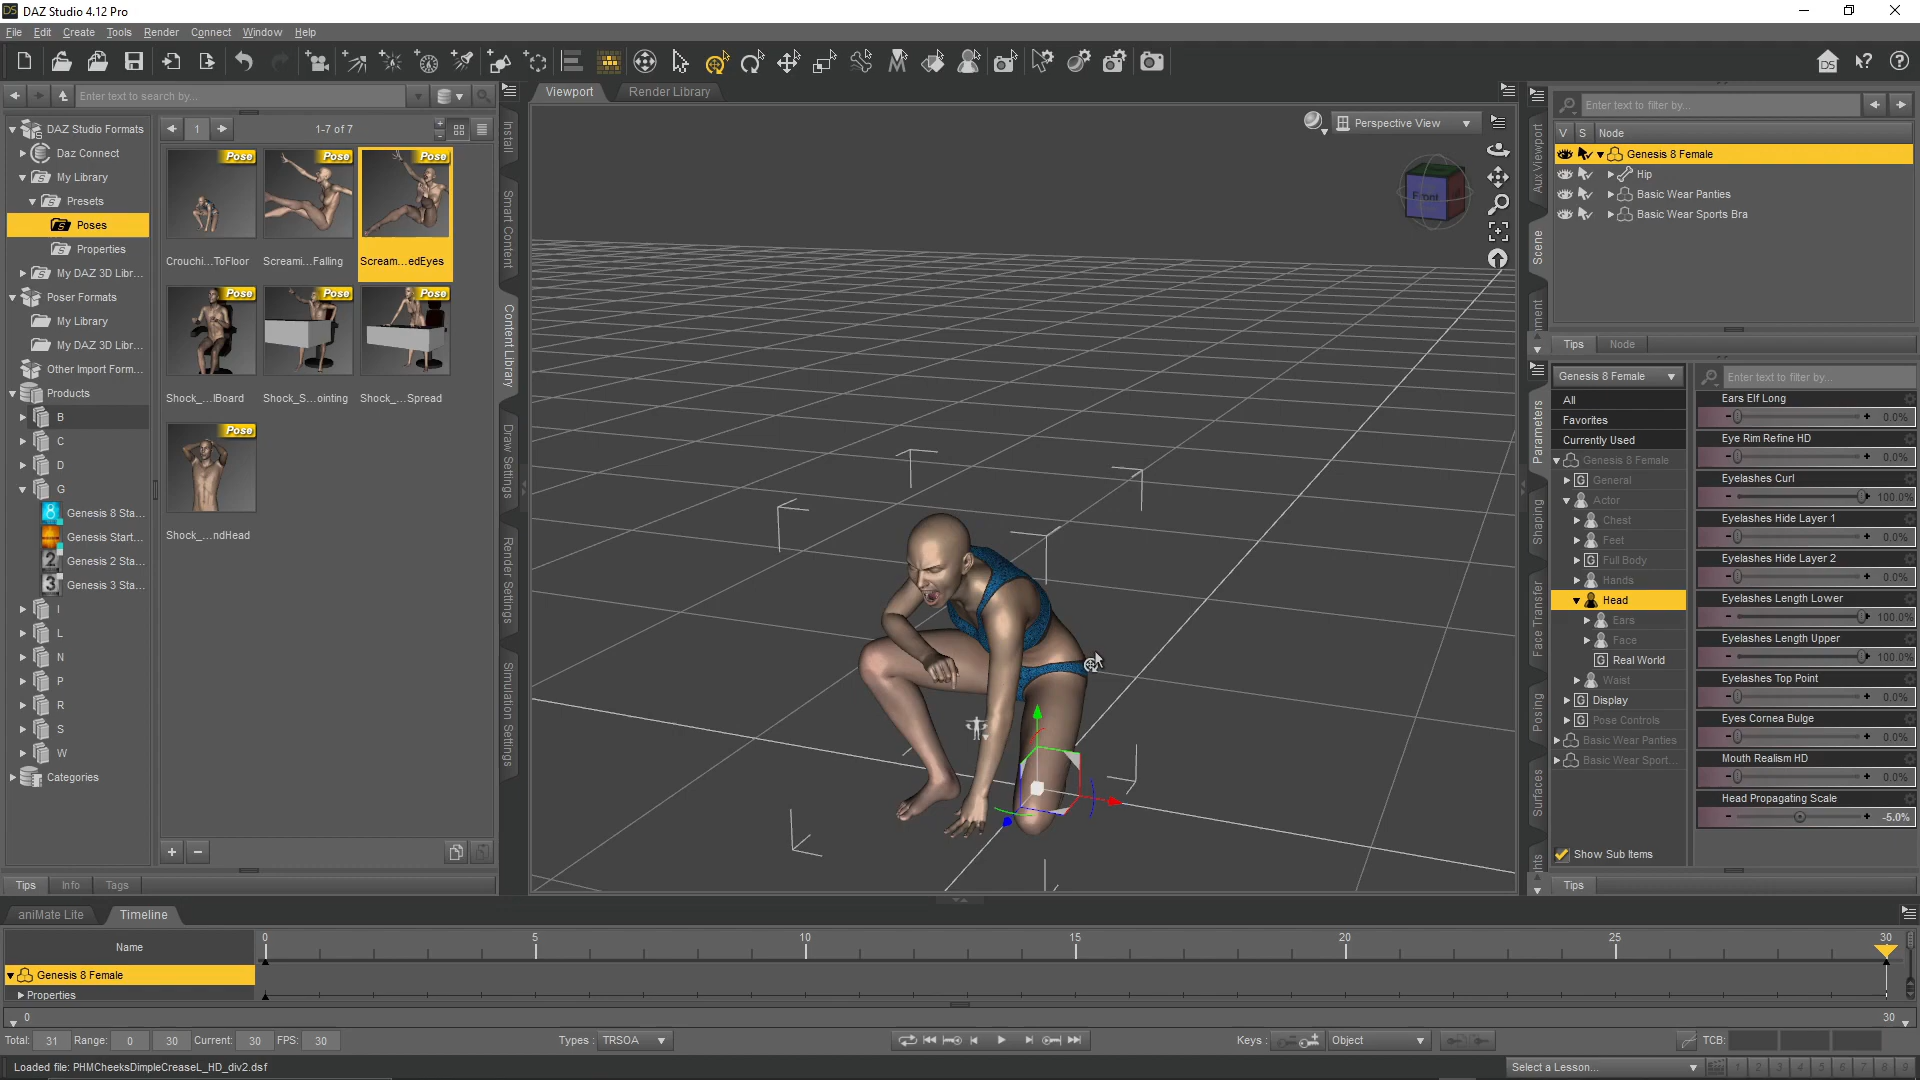 DAZ Studio 4.12 Pro
File Edit Create Tools Render Connect Window Help
Enter text to search by...
DAZ Studio Formats
Daz Connect
My Library
Presets
Poses
Properties
My DAZ 3D Libr...
Poser Formats
My Library
My DAZ 3D Libr...
Other Import Form...
Products
B
C
D
G
Genesis 8 Sta...
Genesis Start...
Genesis 2 Sta...
Genesis 3 Sta...
I
L
N
P
R
S
W
Categories
Tips Info Tags
1 1-7 of 7
Pose Pose Pose
Crouchi...ToFloor Screami...Falling Scream...edEyes
Pose Pose Pose
Shock_...lBoard Shock_S...ointing Shock_...Spread
Pose
Shock_...ndHead
Install
Smart Content
Content Library
Draw Settings
Render Settings
Simulation Settings
Viewport Render Library
Perspective View
Front
Aux Viewport
Scene
Enter text to filter by...
V S Node
Genesis 8 Female
Hip
Basic Wear Panties
Basic Wear Sports Bra
Tips Node
Parameters
Shaping
Face Transfer
Posing
Surfaces
Genesis 8 Female
All
Favorites
Currently Used
Genesis 8 Female
General
Actor
Chest
Feet
Full Body
Hands
Head
Ears
Face
Real World
Waist
Display
Pose Controls
Basic Wear Panties
Basic Wear Sport...
Show Sub Items
Tips
Enter text to filter by...
Ears Elf Long
0.0%
Eye Rim Refine HD
0.0%
Eyelashes Curl
100.0%
Eyelashes Hide Layer 1
0.0%
Eyelashes Hide Layer 2
0.0%
Eyelashes Length Lower
100.0%
Eyelashes Length Upper
100.0%
Eyelashes Top Point
0.0%
Eyes Cornea Bulge
0.0%
Mouth Realism HD
0.0%
Head Propagating Scale
-5.0%
aniMate Lite Timeline
Name 0 5 10 15 20 25 30
Genesis 8 Female
Properties
0 30
Total: 31 Range: 0 30 Current: 30 FPS: 30 Types : TRSOA Keys : Object TCB:
Loaded file: PHMCheeksDimpleCreaseL_HD_div2.dsf Select a Lesson... 1 2 3 4 5 6 7 8 9